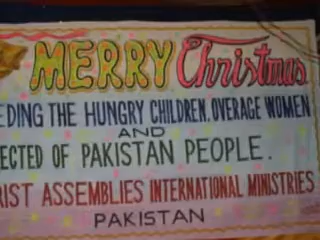 MERRY Christmas
EDING THE HUNGRY CHILDREN, OVERAGE WOMEN
AND
ECTED OF PAKISTAN PEOPLE.
RIST ASSEMBLIES INTERNATIONAL MINISTRIES
PAKISTAN